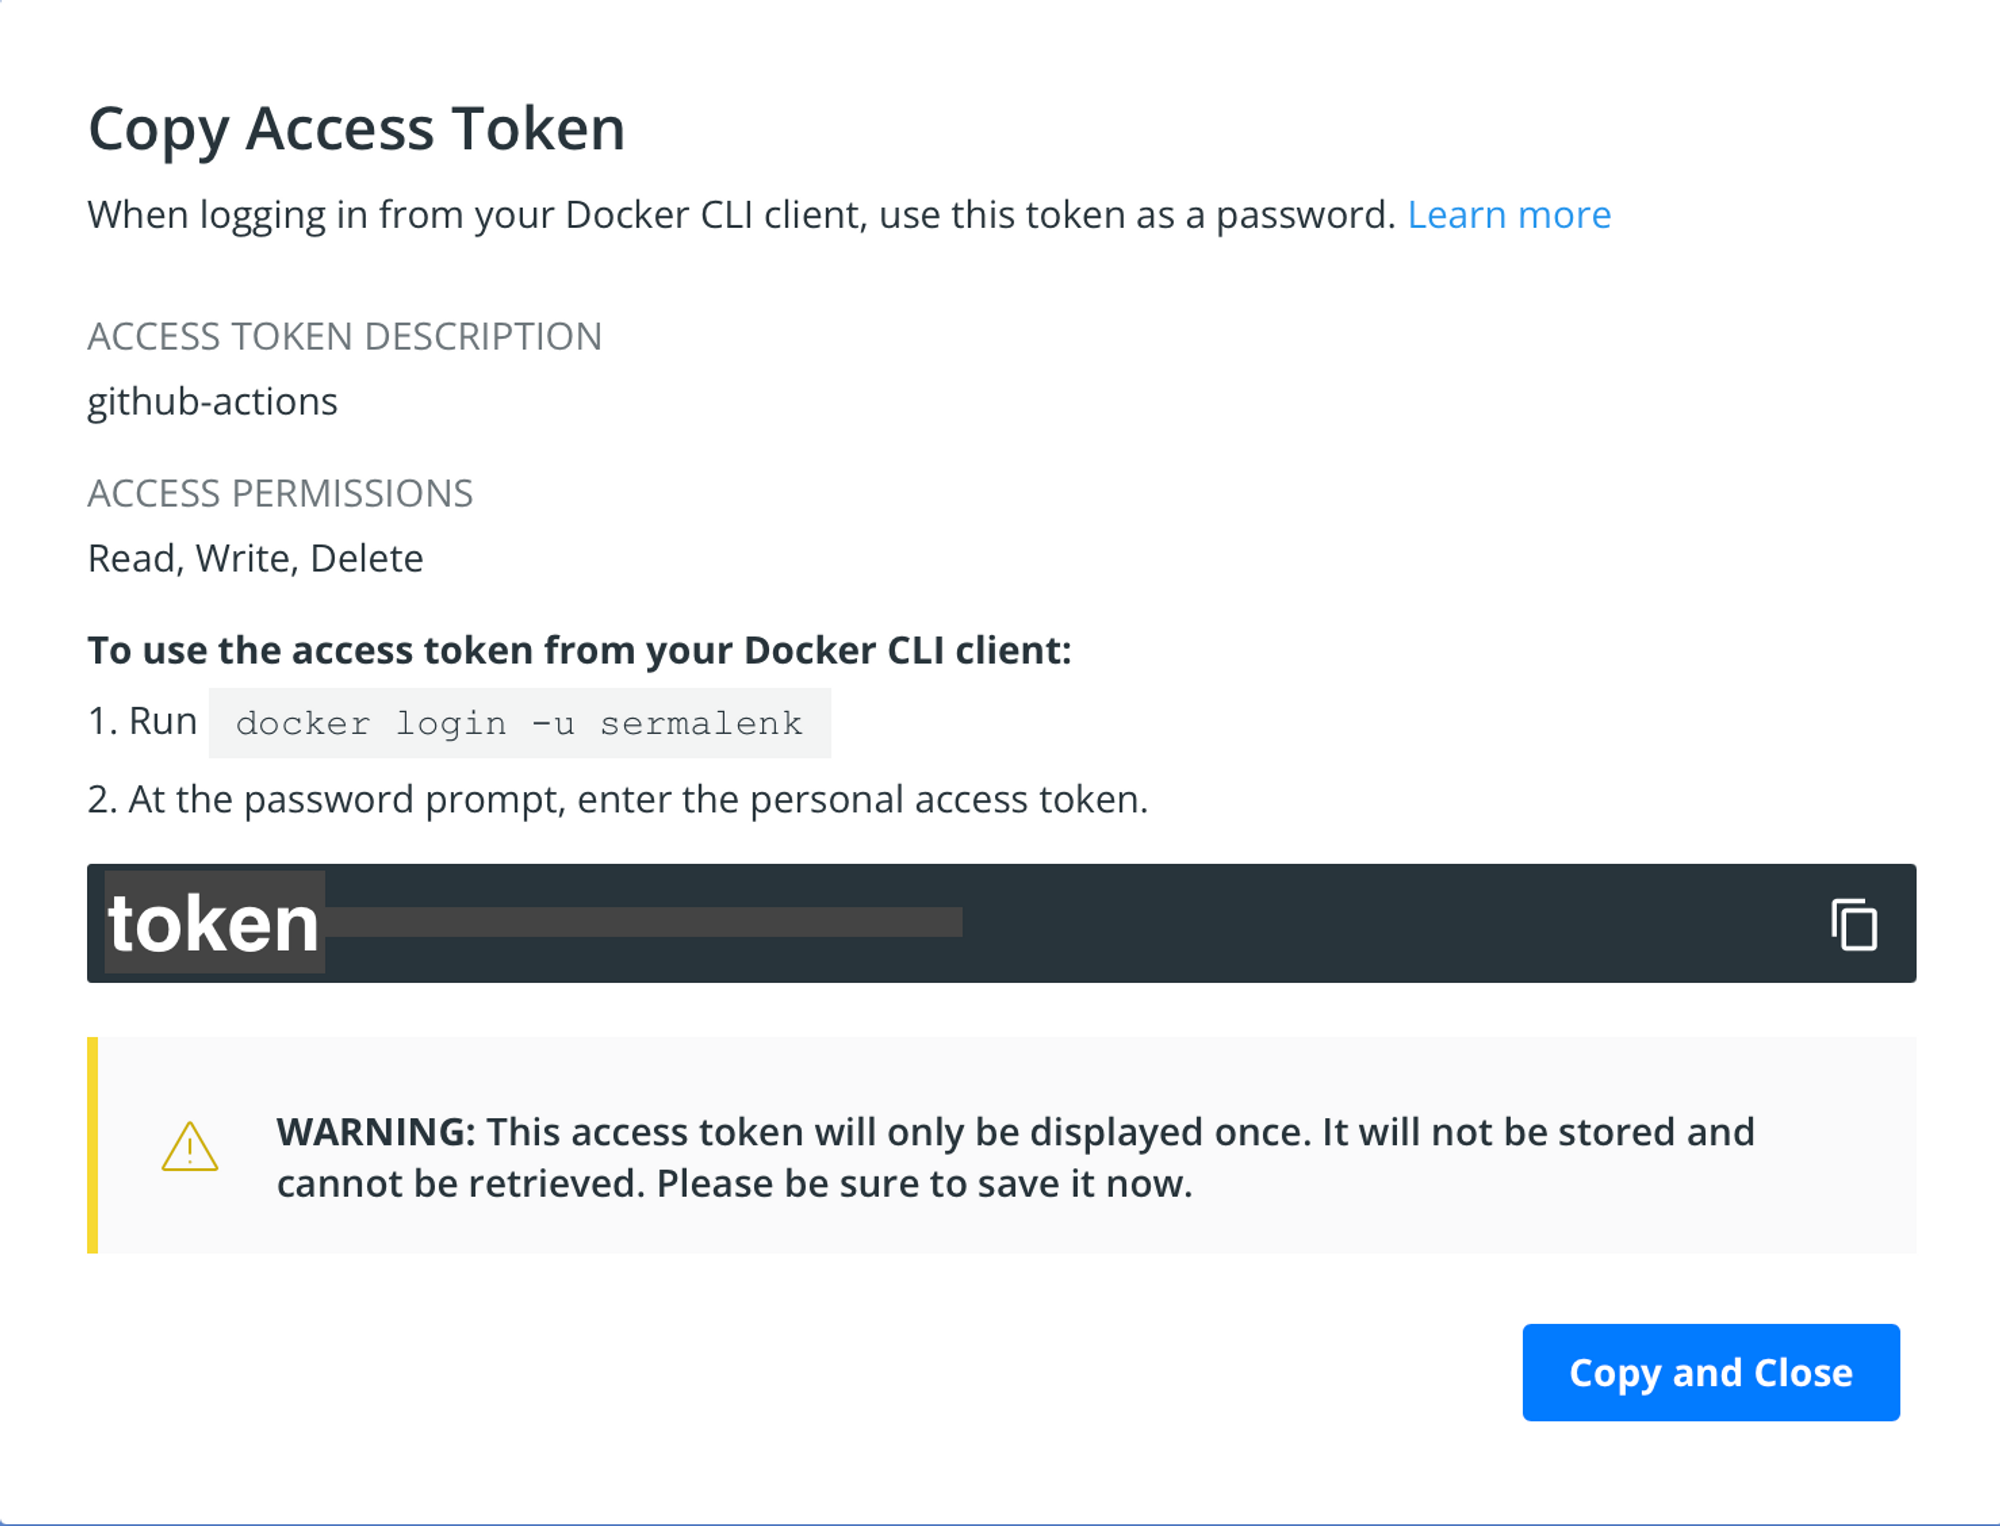 Copy Access Token
When logging in from your Docker CLI client, use this token as a password. Learn more
ACCESS TOKEN DESCRIPTION
github-actions
ACCESS PERMISSIONS
Read, Write, Delete
To use the access token from your Docker CLI client:
1. Run docker login -u sermalenk
2. At the password prompt, enter the personal access token.
token
WARNING: This access token will only be displayed once. It will not be stored and
cannot be retrieved. Please be sure to save it now.
Copy and Close